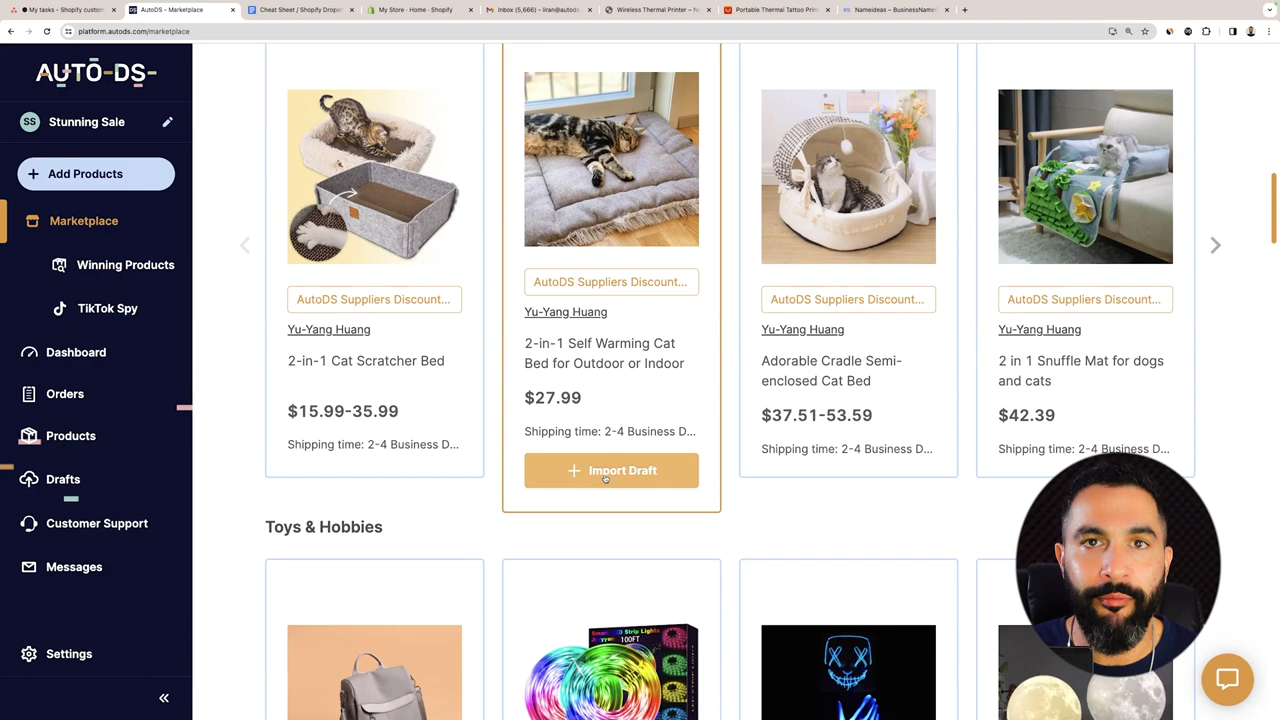 My tasks - Shopify custom
AutoDS - Marketplace
Cheat Sheet / Shopify Drops
My Store · Home · Shopify
Inbox (5,666) - liran@autods
Wireless Thermal Printer – N
Portable Thermal Tattoo Prin
Nameideas – BusinessName
platform.autods.com/marketplace
AUTO-DS-
SS Stunning Sale
+ Add Products
Marketplace
Winning Products
TikTok Spy
Dashboard
Orders
Products
Drafts
Customer Support
Messages
Settings
AutoDS Suppliers Discount...
Yu-Yang Huang
2-in-1 Cat Scratcher Bed
$15.99-35.99
Shipping time: 2-4 Business D...
AutoDS Suppliers Discount...
Yu-Yang Huang
2-in-1 Self Warming Cat
Bed for Outdoor or Indoor
$27.99
Shipping time: 2-4 Business D...
+ Import Draft
AutoDS Suppliers Discount...
Yu-Yang Huang
Adorable Cradle Semi-
enclosed Cat Bed
$37.51-53.59
Shipping time: 2-4 Business D...
AutoDS Suppliers Discount...
Yu-Yang Huang
2 in 1 Snuffle Mat for dogs
and cats
$42.39
Shipping time: 2-4 Business D...
Toys & Hobbies
100FT